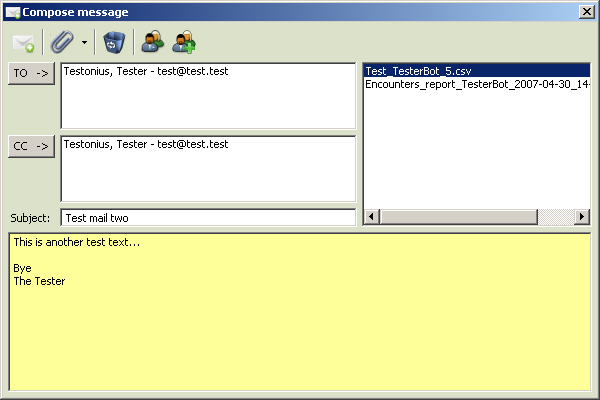 Compose message
TO ->
Testonius, Tester - test@test.test
Test_TesterBot_5.csv
Encounters_report_TesterBot_2007-04-30_14-
CC ->
Testonius, Tester - test@test.test
Subject:
Test mail two
This is another test text...
Bye
The Tester